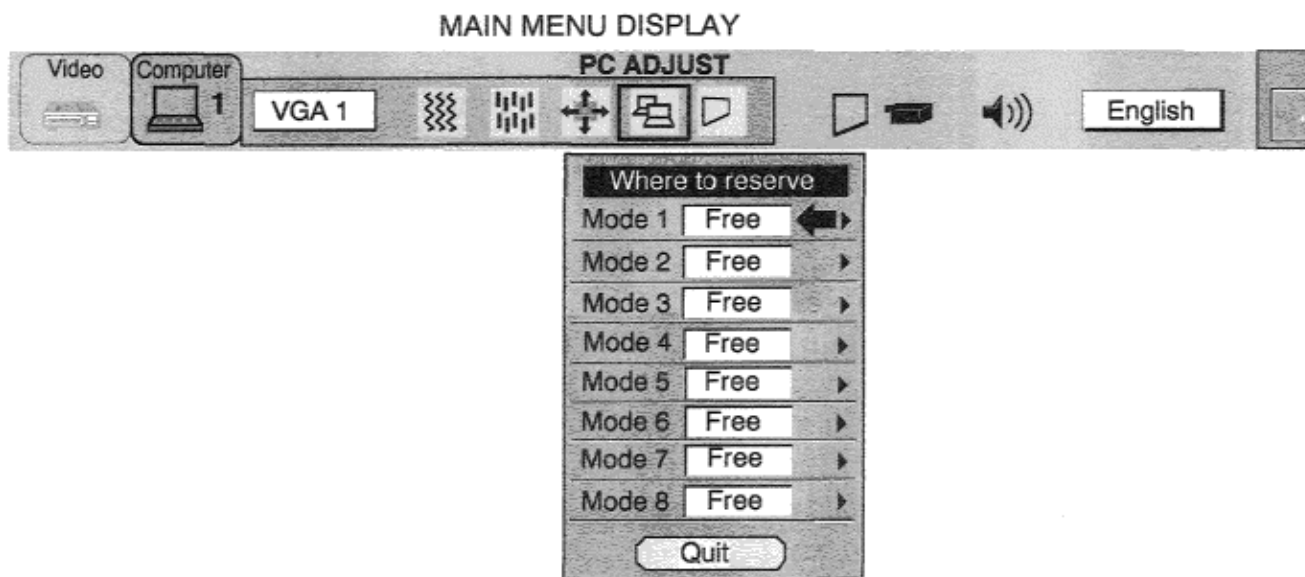 MAIN MENU DISPLAY
Video
Computer
1
PC ADJUST
VGA 1
English
Where to reserve
Mode 1 Free
Mode 2 Free
Mode 3 Free
Mode 4 Free
Mode 5 Free
Mode 6 Free
Mode 7 Free
Mode 8 Free
Quit